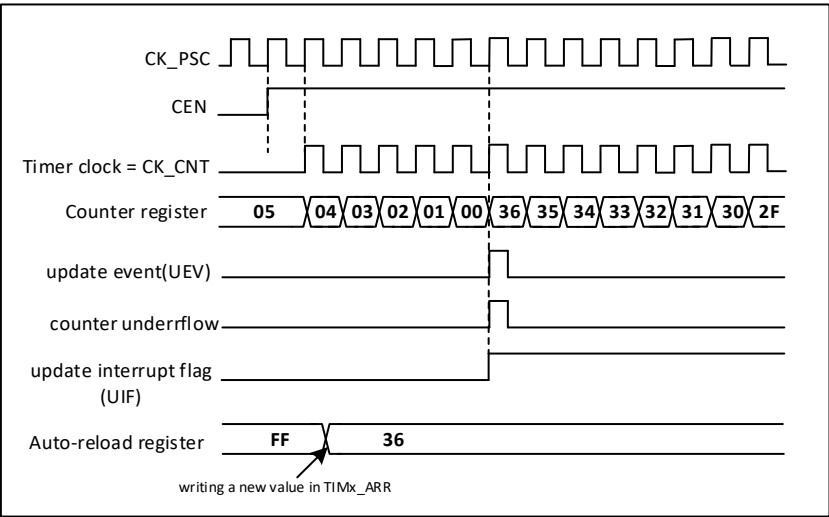 CK_PSC
CEN
Timer clock = CK_CNT
Counter register 05 04 03 02 01 00 36 35 34 33 32 31 30 2F
update event(UEV)
counter underrflow
update interrupt flag
(UIF)
Auto-reload register FF 36
writing a new value in TIMx_ARR